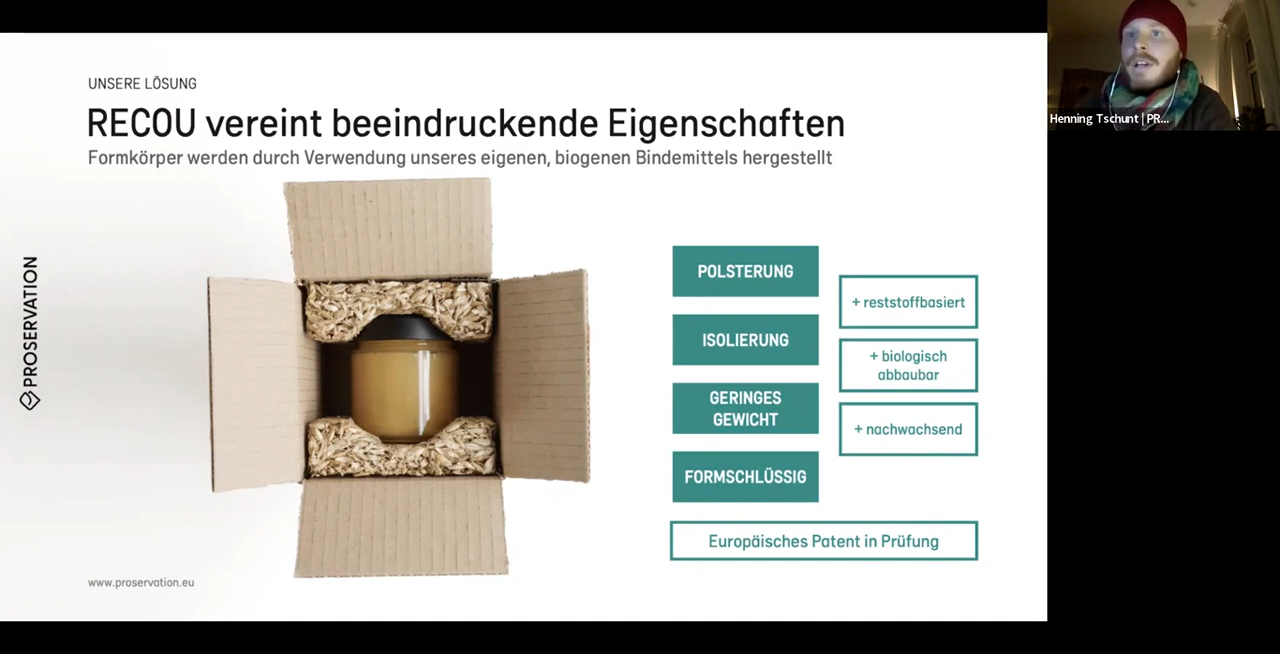 UNSERE LÖSUNG
RECOU vereint beeindruckende Eigenschaften
Formkörper werden durch Verwendung unseres eigenen, biogenen Bindemittels hergestellt
PROSERVATION
POLSTERUNG
ISOLIERUNG
GERINGES
GEWICHT
FORMSCHLÜSSIG
+ reststoffbasiert
+ biologisch
abbaubar
+ nachwachsend
Europäisches Patent in Prüfung
www.proservation.eu
Henning Tschunt | PR...